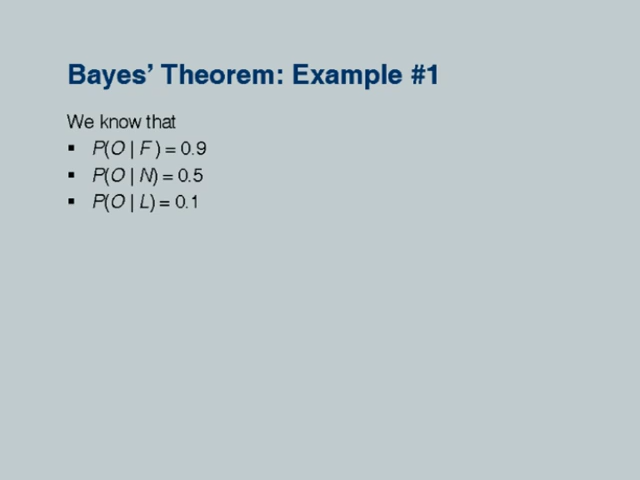 Bayes’ Theorem: Example #1
We know that
▪ P(O | F ) = 0.9
▪ P(O | N) = 0.5
▪ P(O | L) = 0.1